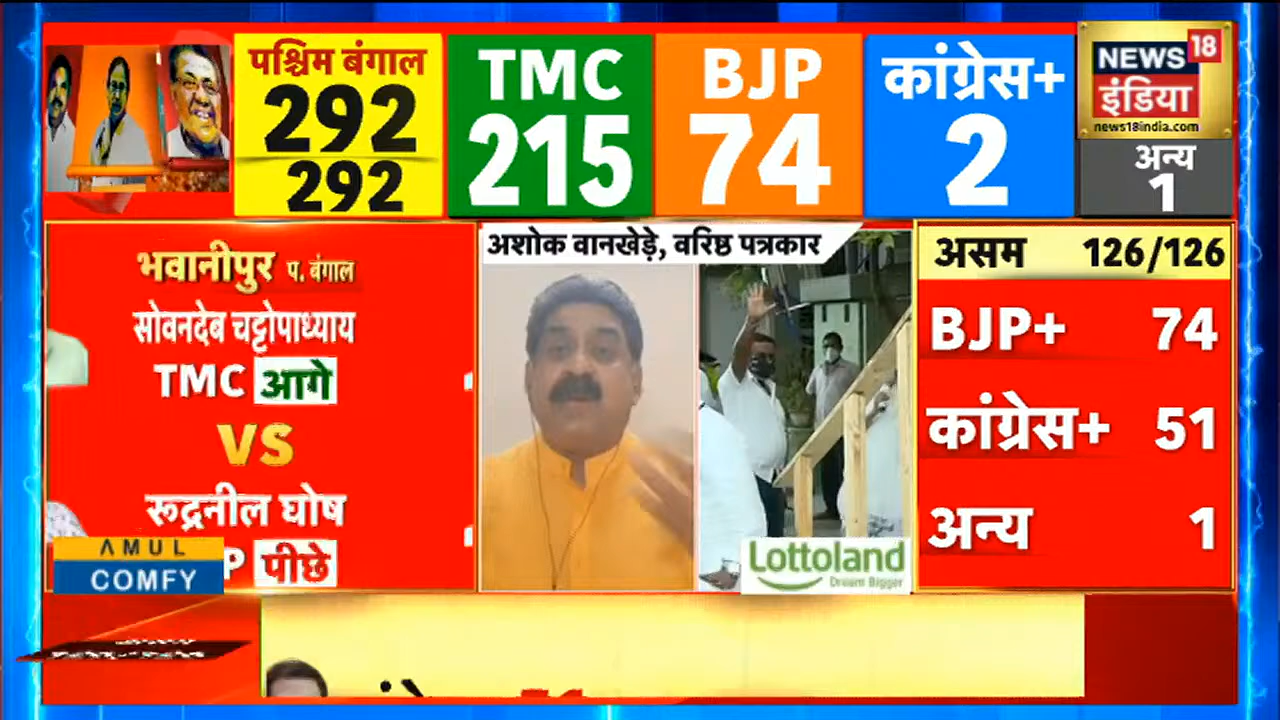 पश्चिम बंगाल
292
292
TMC
215
BJP
74
कांग्रेस+
2
NEWS 18
इंडिया
news18india.com
अन्य
1
भवानीपुर प. बंगाल
सोवनदेब चट्टोपाध्याय
TMC आगे
VS
रूद्रनील घोष
P पीछे
AMUL
COMFY
अशोक वानखेड़े, वरिष्ठ पत्रकार
Lottoland
Dream Bigger
असम 126/126
BJP+ 74
कांग्रेस+ 51
अन्य 1